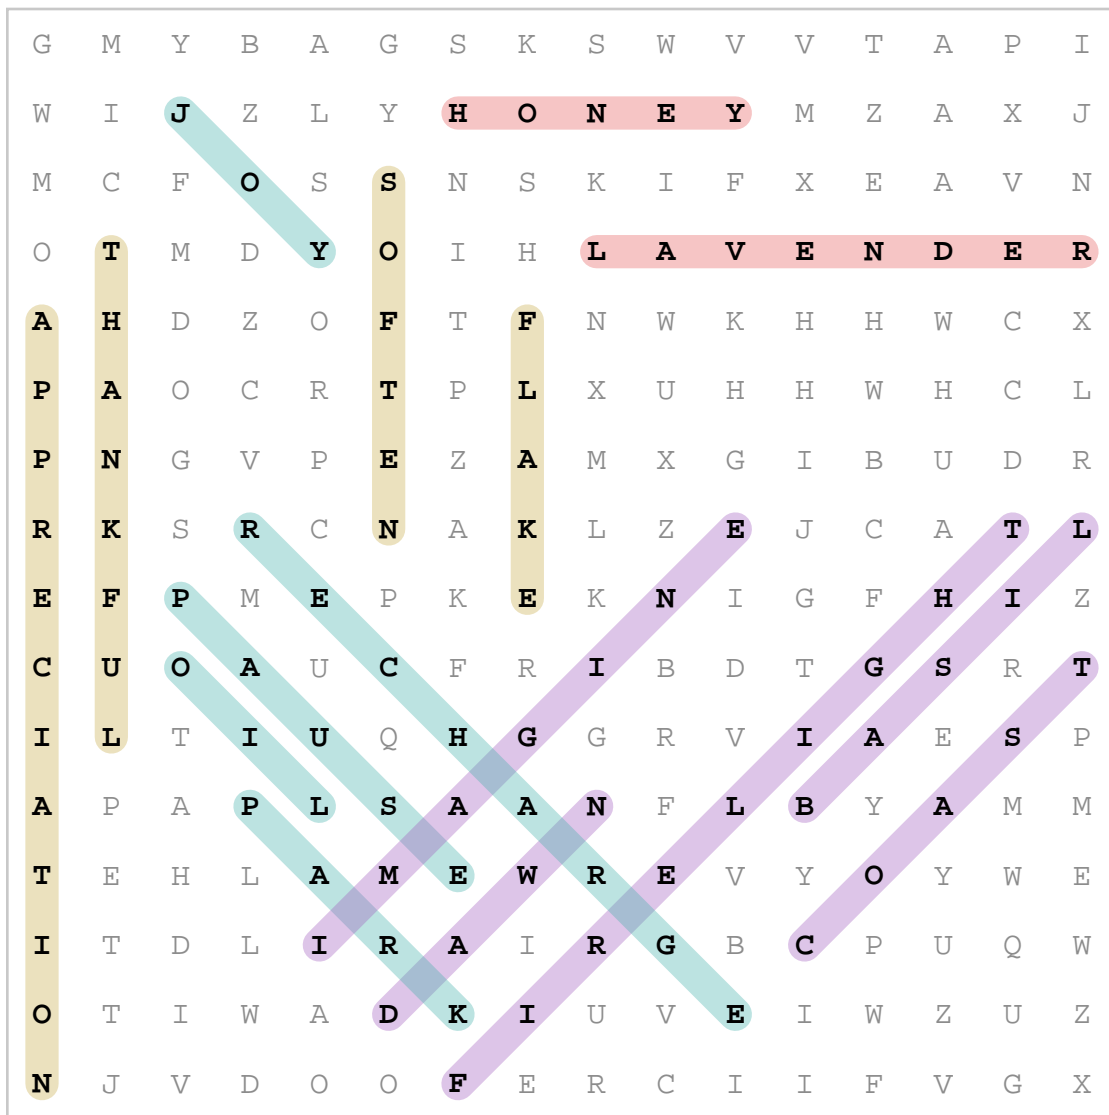 G M Y B A G S K S W V V T A P I
W I J Z L Y H O N E Y M Z A X J
M C F O S S N S K I F X E A V N
O T M D Y O I H L A V E N D E R
A H D Z O F T F N W K H H W C X
P A O C R T P L X U H H W H C L
P N G V P E Z A M X G I B U D R
R K S R C N A K L Z E J C A T L
E F P M E P K E K N I G F H I Z
C U O A U C F R I B D T G S R T
I L T I U Q H G G R V I A E S P
A P A P L S A A N F L B Y A M M
T E H L A M E W R E V Y O Y W E
I T D L I R A I R G B C P U Q W
O T I W A D K I U V E I W Z U Z
N J V D O O F E R C I I F V G X